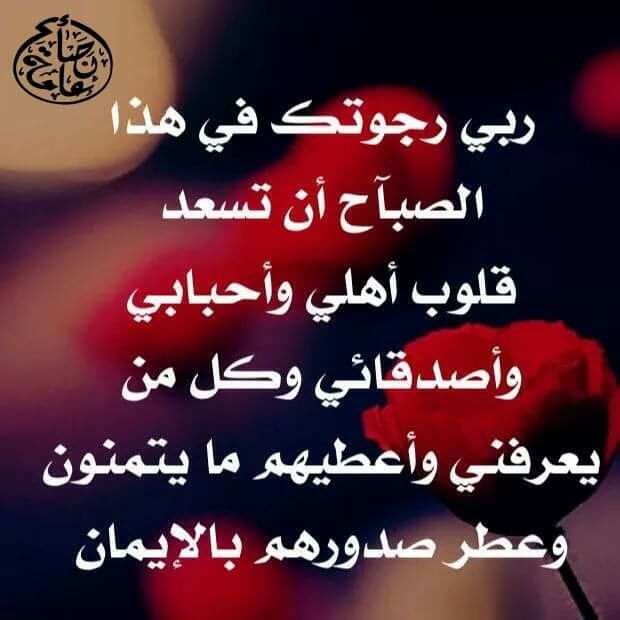 ربي رجوتك في هذا
الصبآح أن تسعد
قلوب أهلي وأحبابي
وأصدقائي وكل من
يعرفني وأعطيهم ما يتمنون
وعطر صدورهم بالإيمان